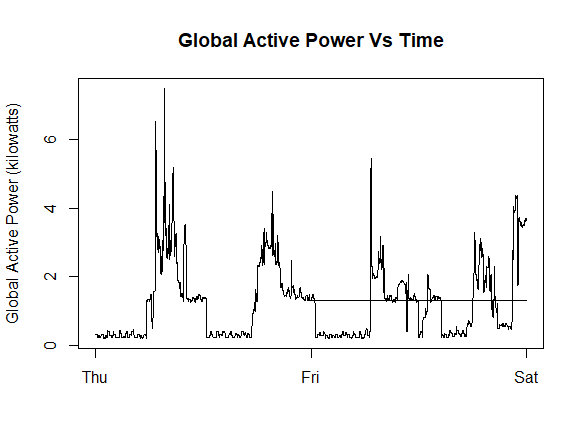 Global Active Power Vs Time
Global Active Power (kilowatts)
6
4
2
0
Thu
Fri
Sat